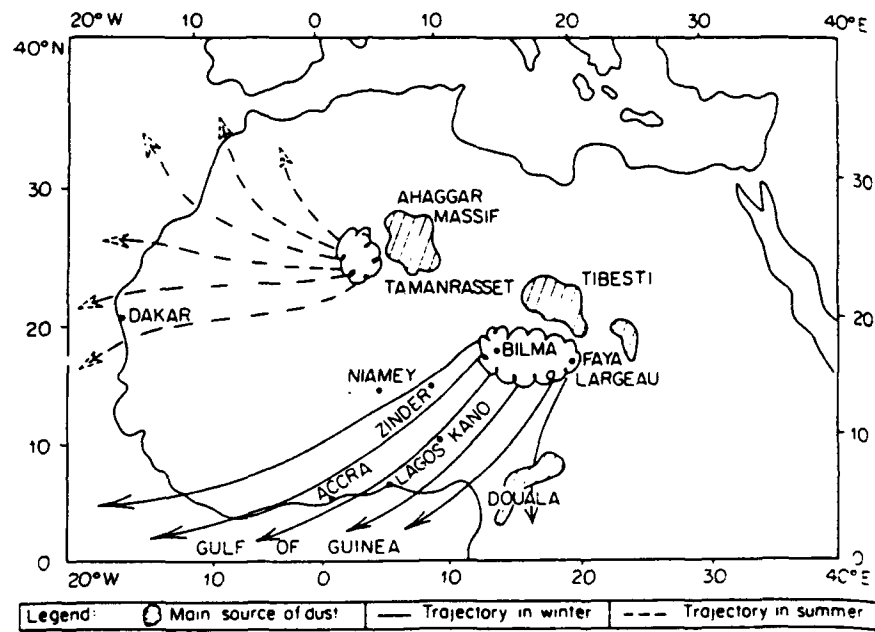 20°W 10 0 10 20 30 40°E
40°N
30 30
AHAGGAR
MASSIF
TAMANRASSET TIBESTI
DAKAR
20 20
BILMA
NIAMEY FAYA
LARGEAU
ZINDER
KANO
10 10
LAGOS
ACCRA
DOUALA
GULF OF GUINEA
0 0
20°W 10 0 10 20 30 40°E
Legend: Main source of dust Trajectory in winter Trajectory in summer